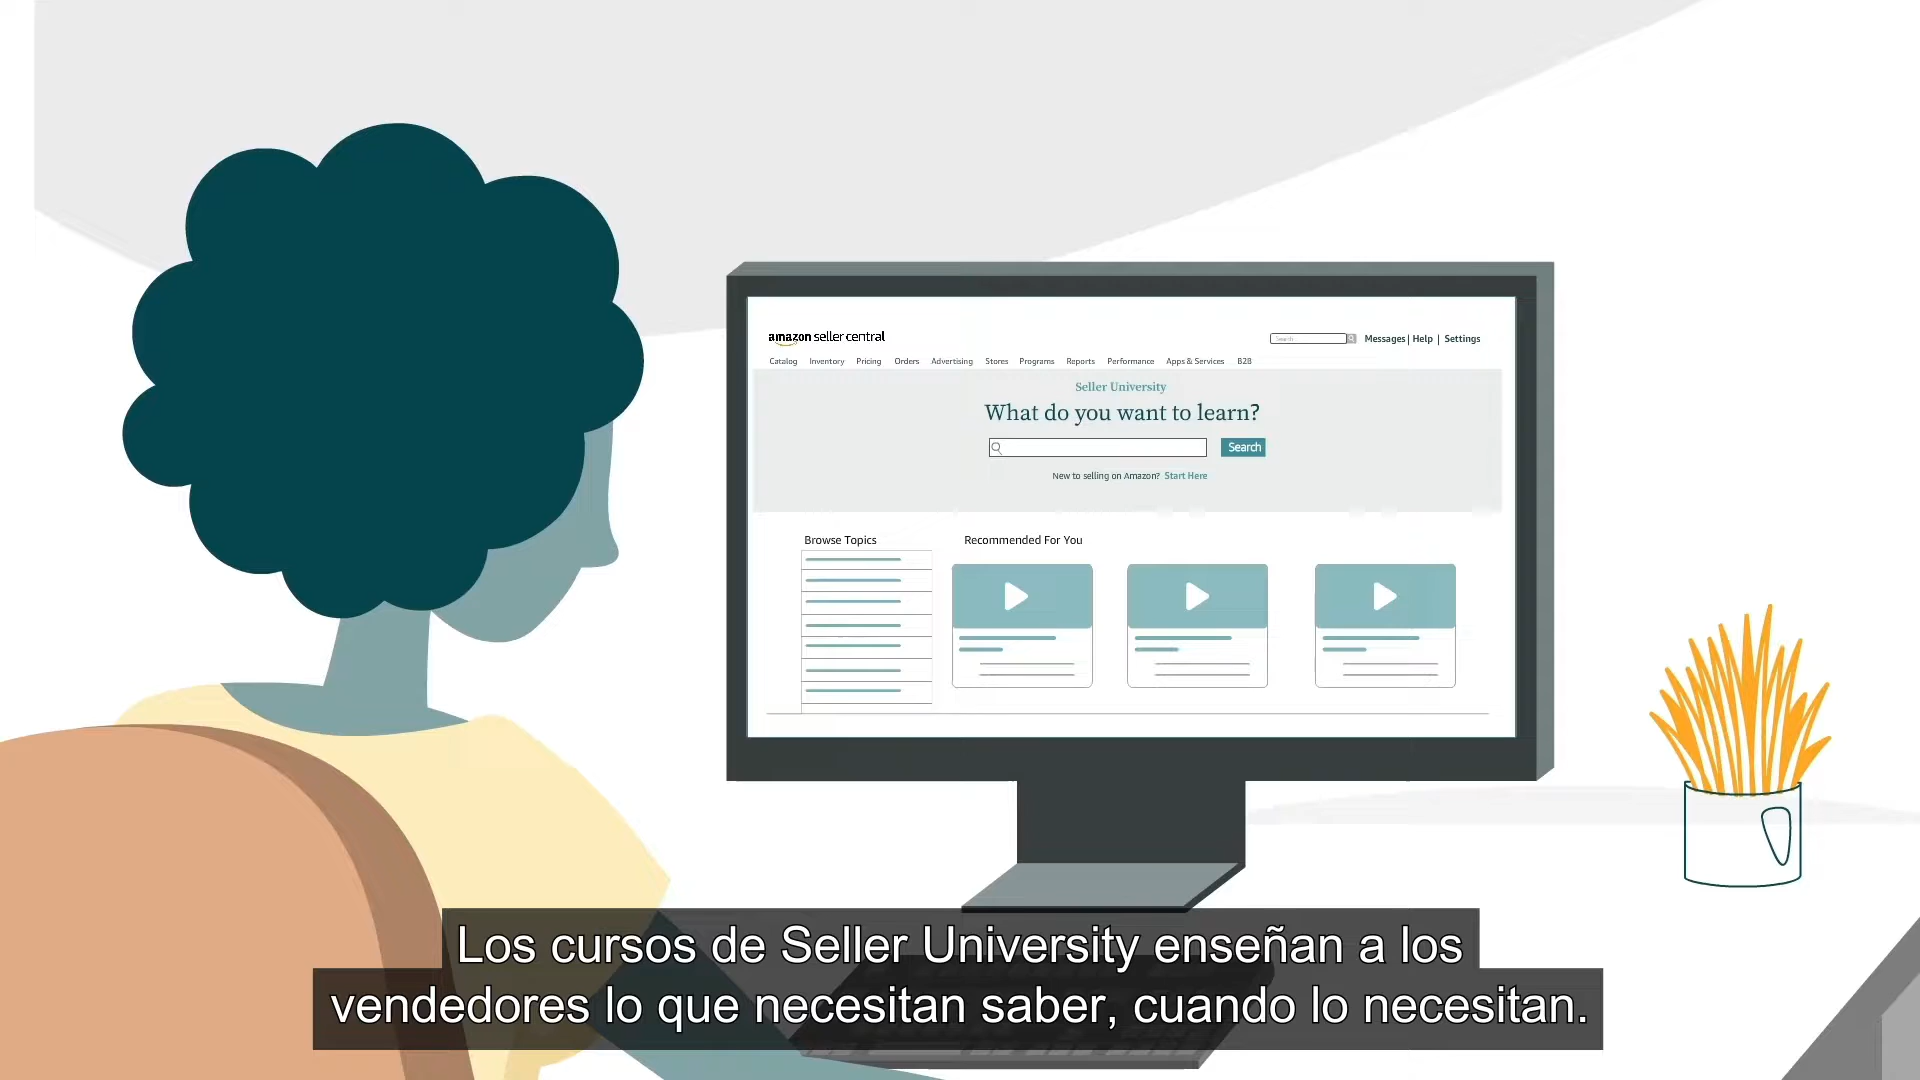 amazon seller central
Search
Messages | Help | Settings
Catalog Inventory Pricing Orders Advertising Stores Programs Reports Performance Apps & Services B2B
Seller University
What do you want to learn?
Search
New to selling on Amazon? Start Here
Browse Topics
Recommended For You
Los cursos de Seller University enseñan a los
vendedores lo que necesitan saber, cuando lo necesitan.